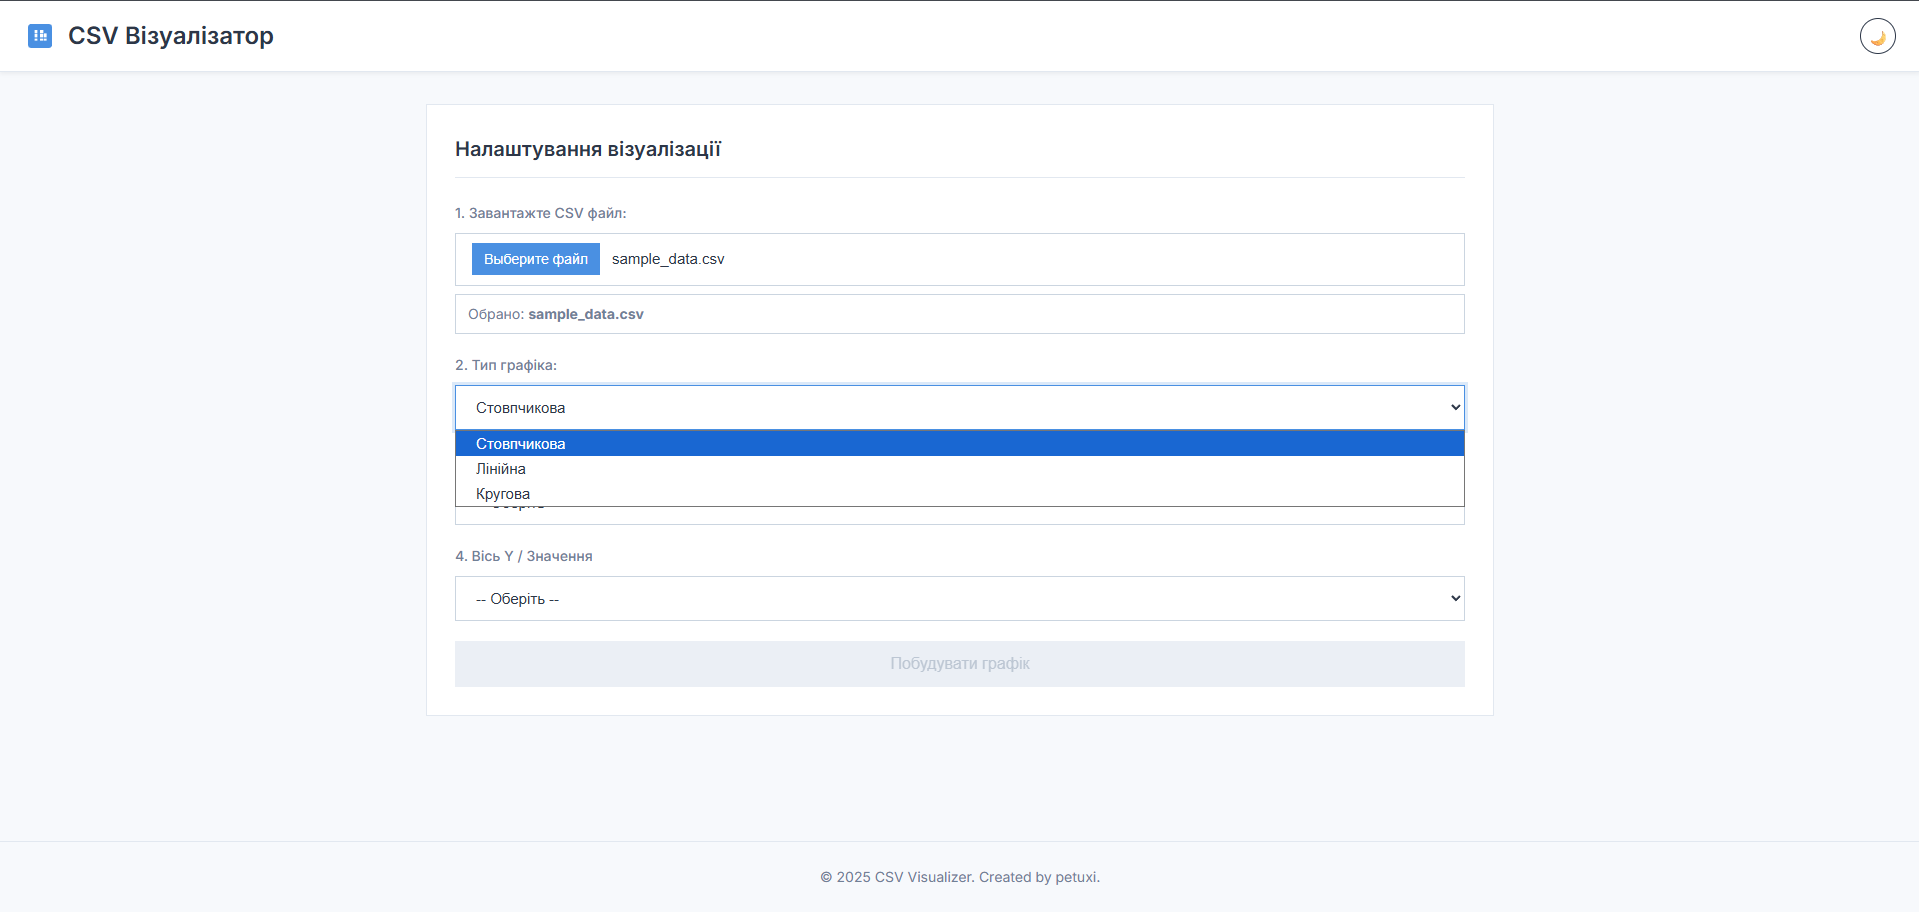 CSV Візуалізатор
Налаштування візуалізації
1. Завантажте CSV файл:
Выберите файл sample_data.csv
Обрано: sample_data.csv
2. Тип графіка:
Стовпчикова
Стовпчикова
Лінійна
Кругова
4. Вісь Y / Значення
-- Оберіть --
Побудувати графік
© 2025 CSV Visualizer. Created by petuxi.